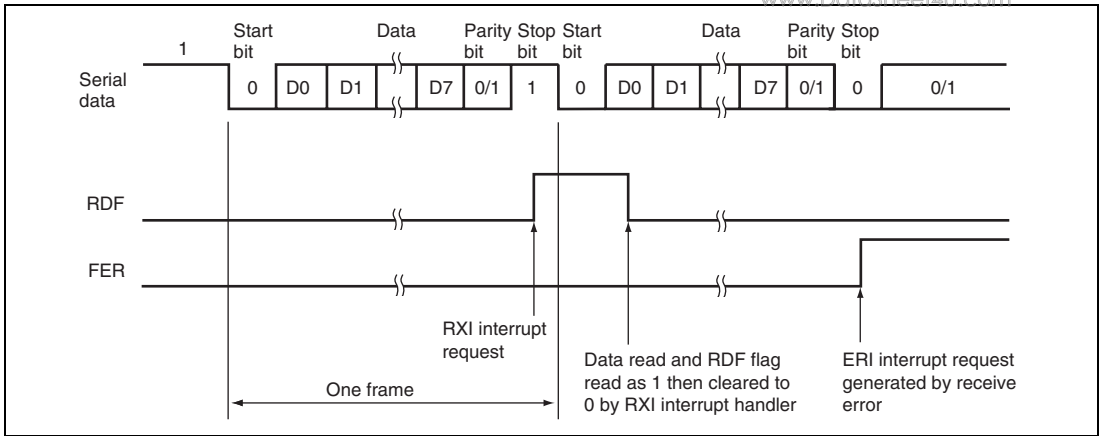 www.DataSheet4U.com
Start bit Data Parity bit Stop bit Start bit Data Parity bit Stop bit
1
Serial data
0 D0 D1 D7 0/1 1 0 D0 D1 D7 0/1 0 0/1
RDF
FER
RXI interrupt
request
Data read and RDF flag
read as 1 then cleared to
0 by RXI interrupt handler
ERI interrupt request
generated by receive
error
One frame